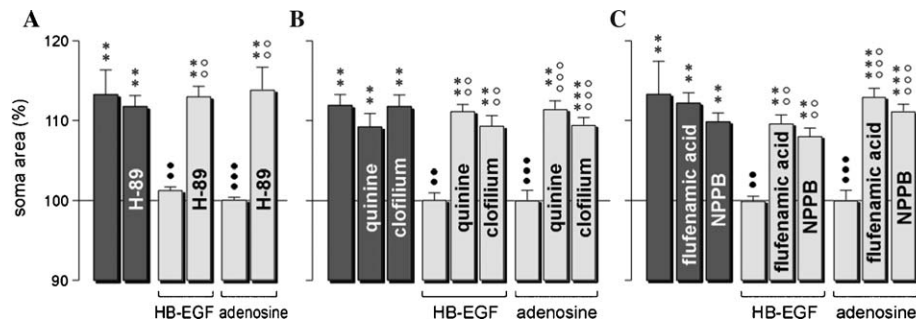 A B C
soma area (%)
120
110
100
90
** ** •• **○○ ••• **○○
H-89 H-89 H-89
HB-EGF adenosine
** ** ** •• **○○ **○○ ••• **○○○ ***○○○
quinine clofilium quinine clofilium quinine clofilium
HB-EGF adenosine
** ** ** •• **○○ **○○ ••• ***○○○ ***○○○
flufenamic acid NPPB flufenamic acid NPPB flufenamic acid NPPB
HB-EGF adenosine